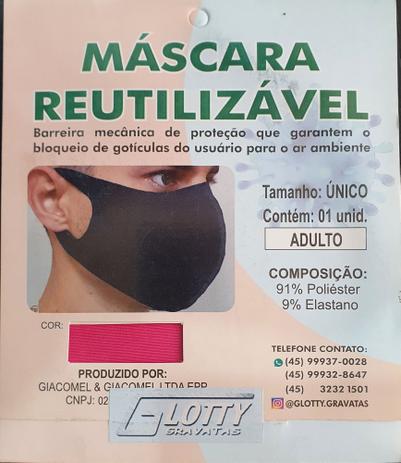 MÁSCARA
REUTILIZÁVEL
Barreira mecânica de proteção que garantem o
bloqueio de gotículas do usuário para o ar ambiente
Tamanho: ÚNICO
Contém: 01 unid.
ADULTO
COMPOSIÇÃO:
91% Poliéster
9% Elastano
COR:
TELEFONE CONTATO:
(45) 99937-0028
(45) 99932-8647
(45) 3232 1501
@GLOTTY.GRAVATAS
PRODUZIDO POR:
GIACOMEL & GIACOMEL LTDA EPP
CNPJ: 02
GLOTTY
GRAVATAS